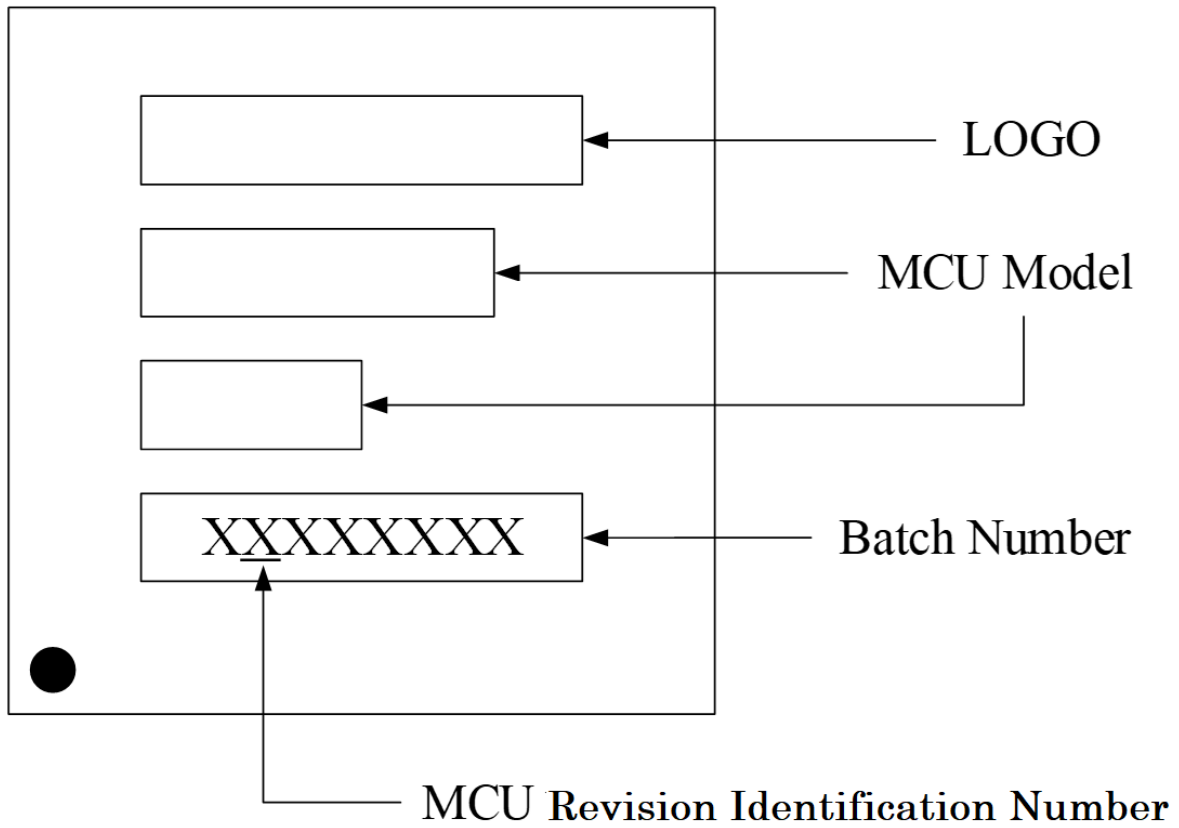 LOGO
MCU Model
XXXXXXXX
Batch Number
MCU Revision Identification Number